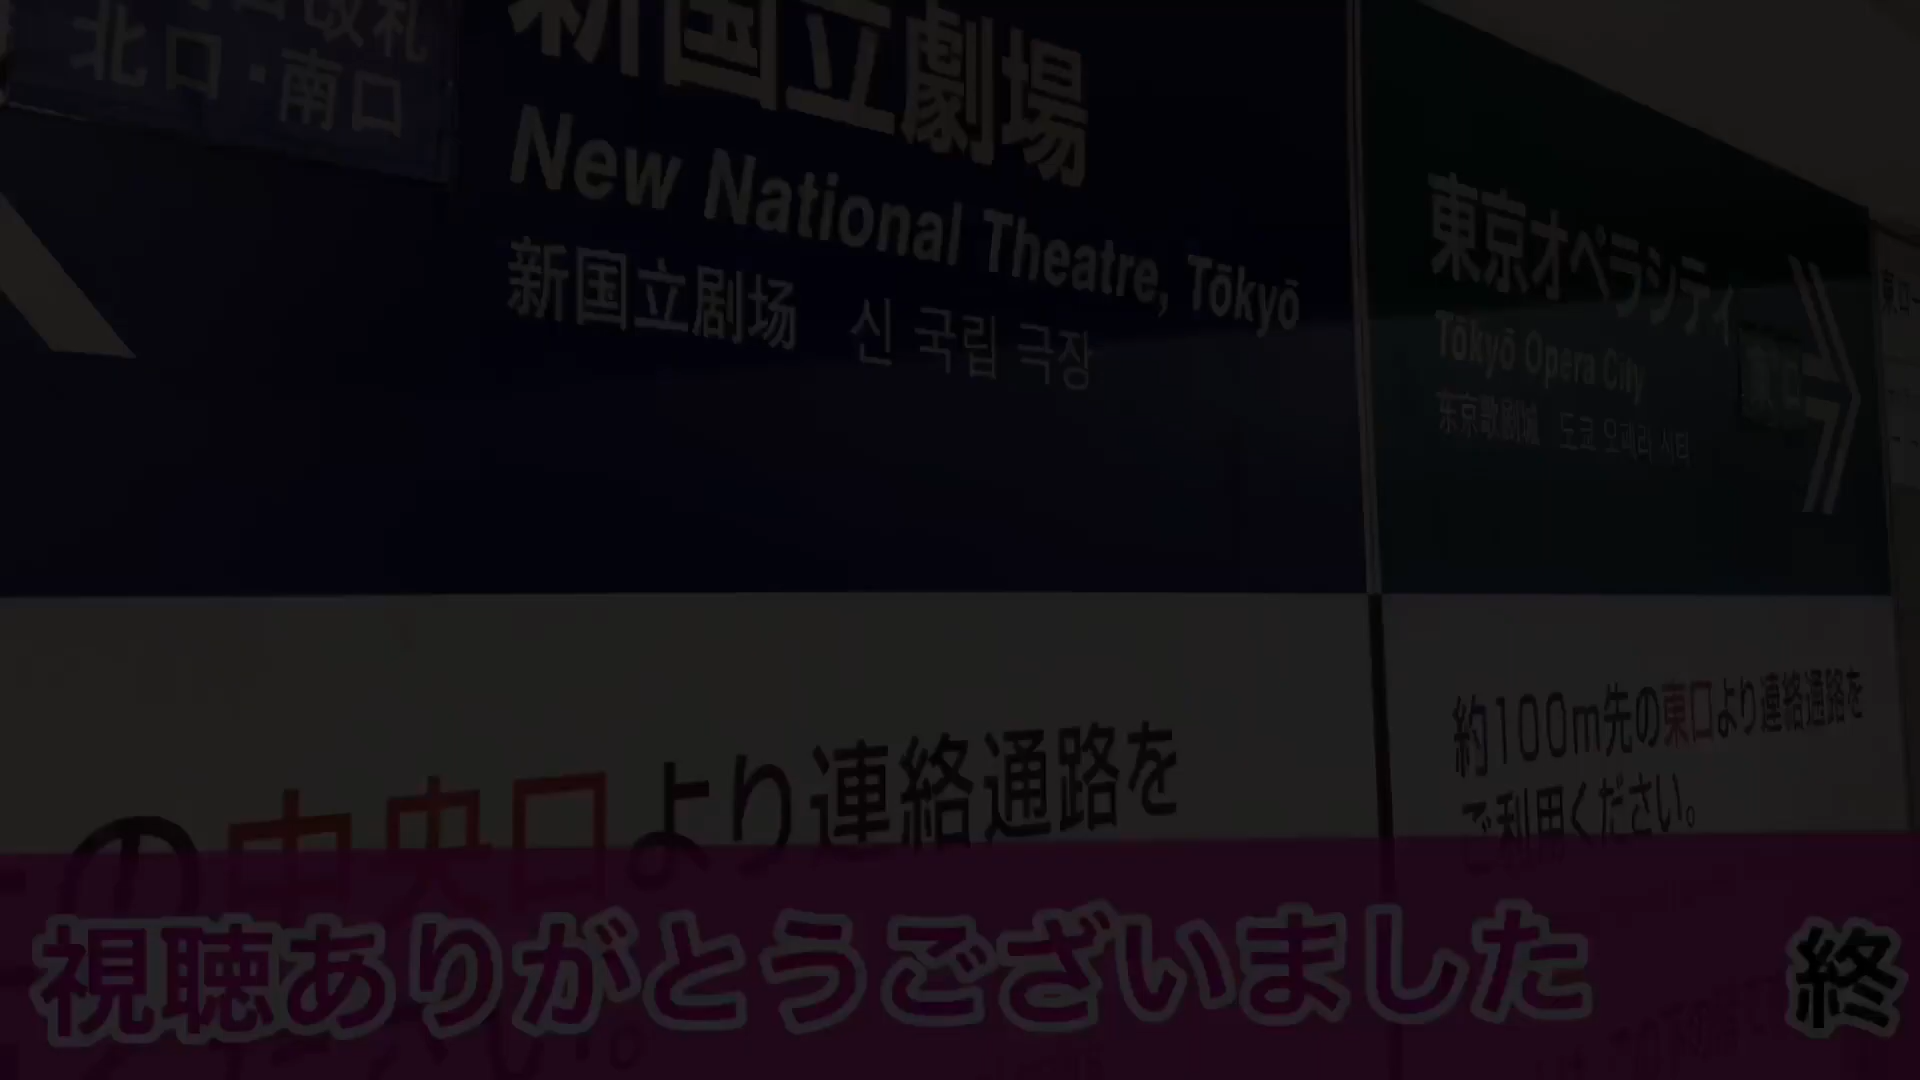 改札
北口・南口
新国立劇場
New National Theatre, Tōkyō
新国立剧场 신 국립 극장
東京オペラシティ
Tōkyō Opera City
东京歌剧城 도쿄 오페라 시티
の中央口より連絡通路を
約100m先の東口より連絡通路を
ご利用ください。
視聴ありがとうございました
終